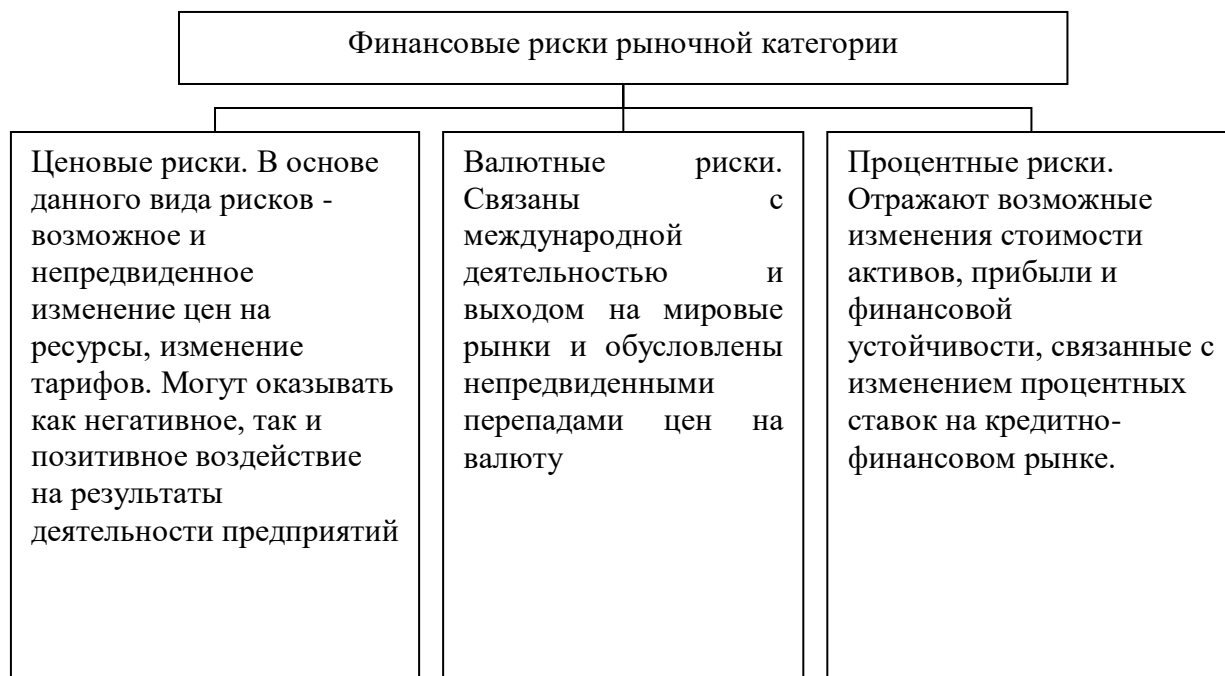 Финансовые риски рыночной категории
Ценовые риски. В основе
данного вида рисков -
возможное и
непредвиденное
изменение цен на
ресурсы, изменение
тарифов. Могут оказывать
как негативное, так и
позитивное воздействие
на результаты
деятельности предприятий
Валютные риски.
Связаны с
международной
деятельностью и
выходом на мировые
рынки и обусловлены
непредвиденными
перепадами цен на
валюту
Процентные риски.
Отражают возможные
изменения стоимости
активов, прибыли и
финансовой
устойчивости, связанные с
изменением процентных
ставок на кредитно-
финансовом рынке.